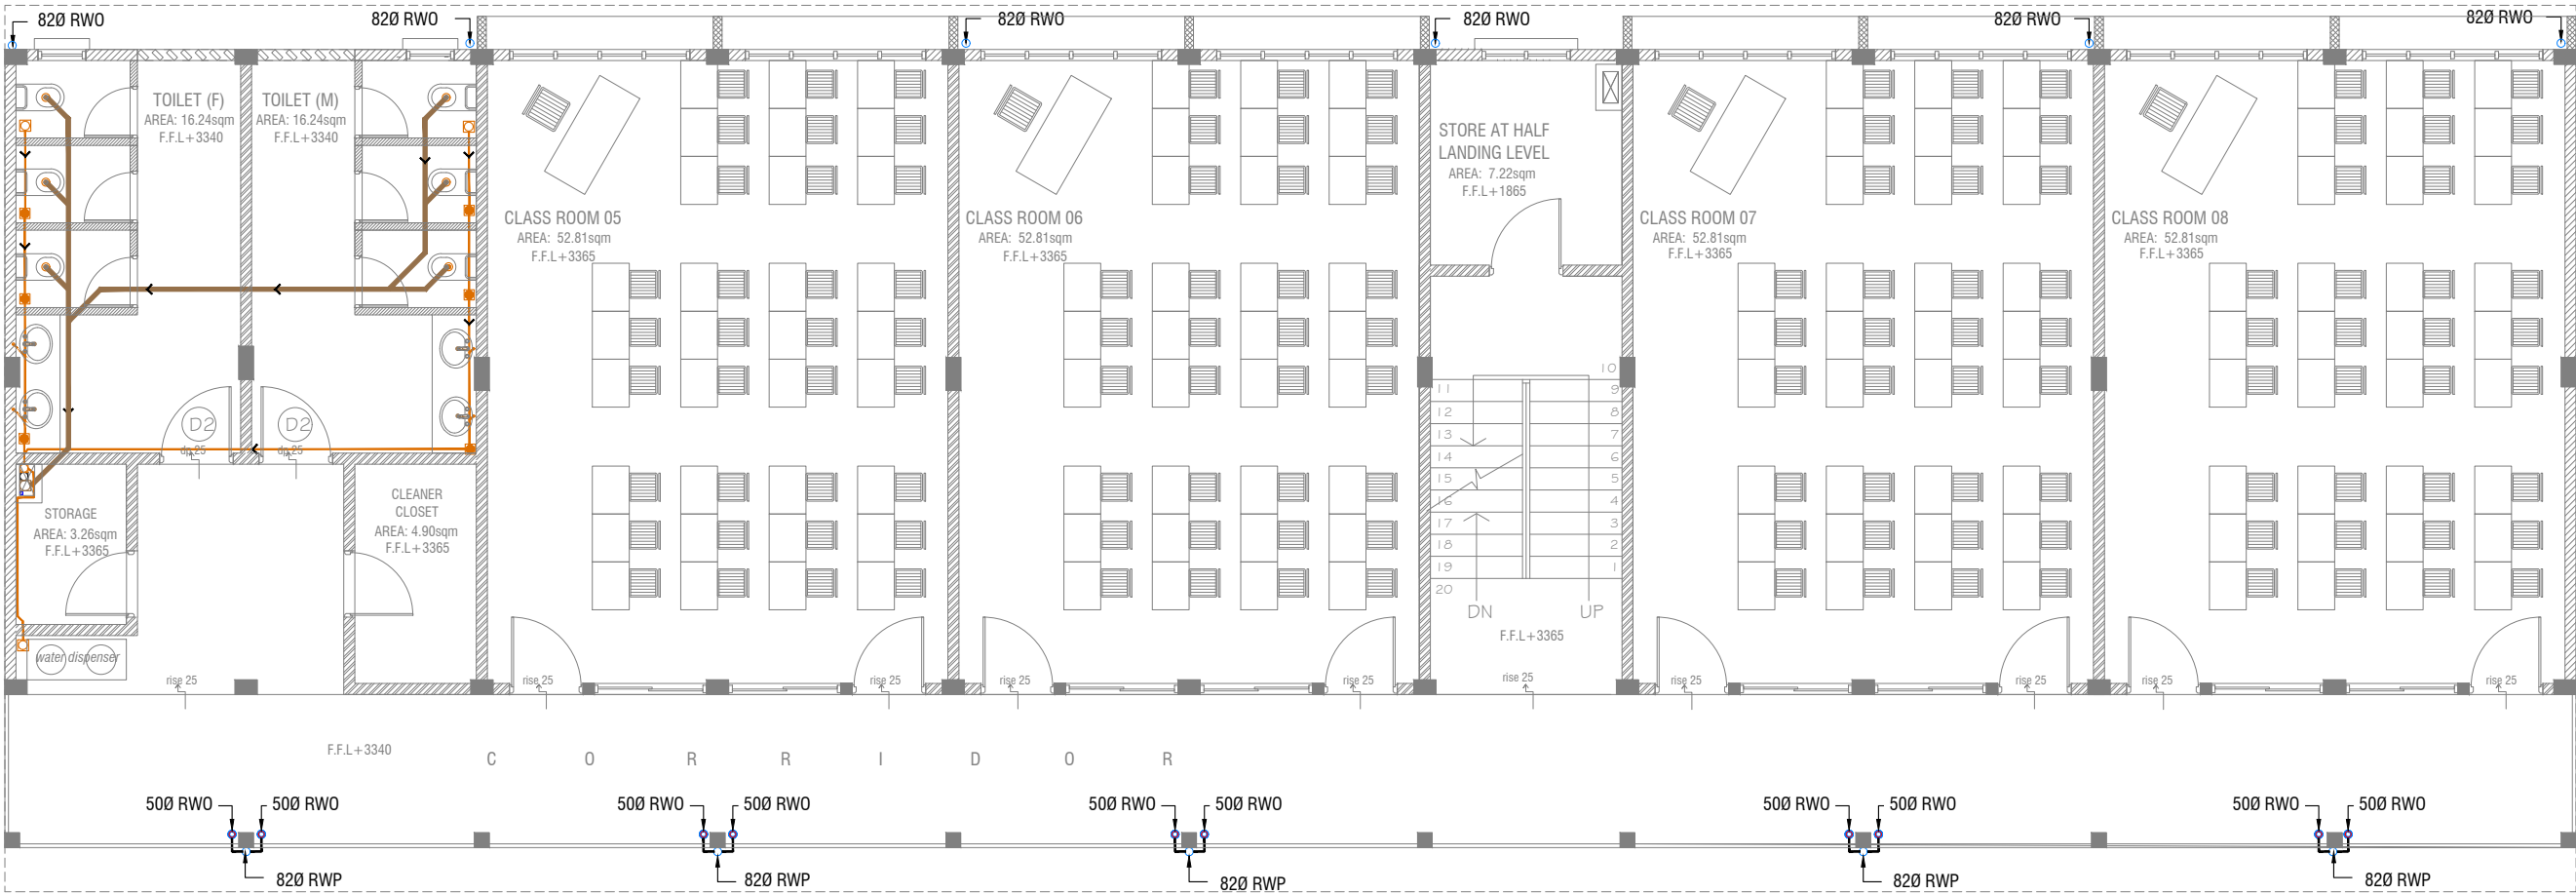 82Ø RWO
82Ø RWO
82Ø RWO
82Ø RWO
82Ø RWO
82Ø RWO
TOILET (F)
AREA: 16.24sqm
F.F.L+3340
TOILET (M)
AREA: 16.24sqm
F.F.L+3340
STORE AT HALF
LANDING LEVEL
AREA: 7.22sqm
F.F.L+1865
CLASS ROOM 05
AREA: 52.81sqm
F.F.L+3365
CLASS ROOM 06
AREA: 52.81sqm
F.F.L+3365
CLASS ROOM 07
AREA: 52.81sqm
F.F.L+3365
CLASS ROOM 08
AREA: 52.81sqm
F.F.L+3365
D2
dp 25
D2
dp 25
10
11
9
12
8
13
7
14
6
15
5
16
4
17
3
18
2
19
1
20
DN
UP
F.F.L+3365
STORAGE
AREA: 3.26sqm
F.F.L+3365
CLEANER
CLOSET
AREA: 4.90sqm
F.F.L+3365
water dispenser
rise 25
rise 25
rise 25
rise 25
rise 25
rise 25
rise 25
rise 25
rise 25
rise 25
F.F.L+3340
C O R R I D O R
50Ø RWO
50Ø RWO
50Ø RWO
50Ø RWO
50Ø RWO
50Ø RWO
50Ø RWO
50Ø RWO
50Ø RWO
50Ø RWO
82Ø RWP
82Ø RWP
82Ø RWP
82Ø RWP
82Ø RWP